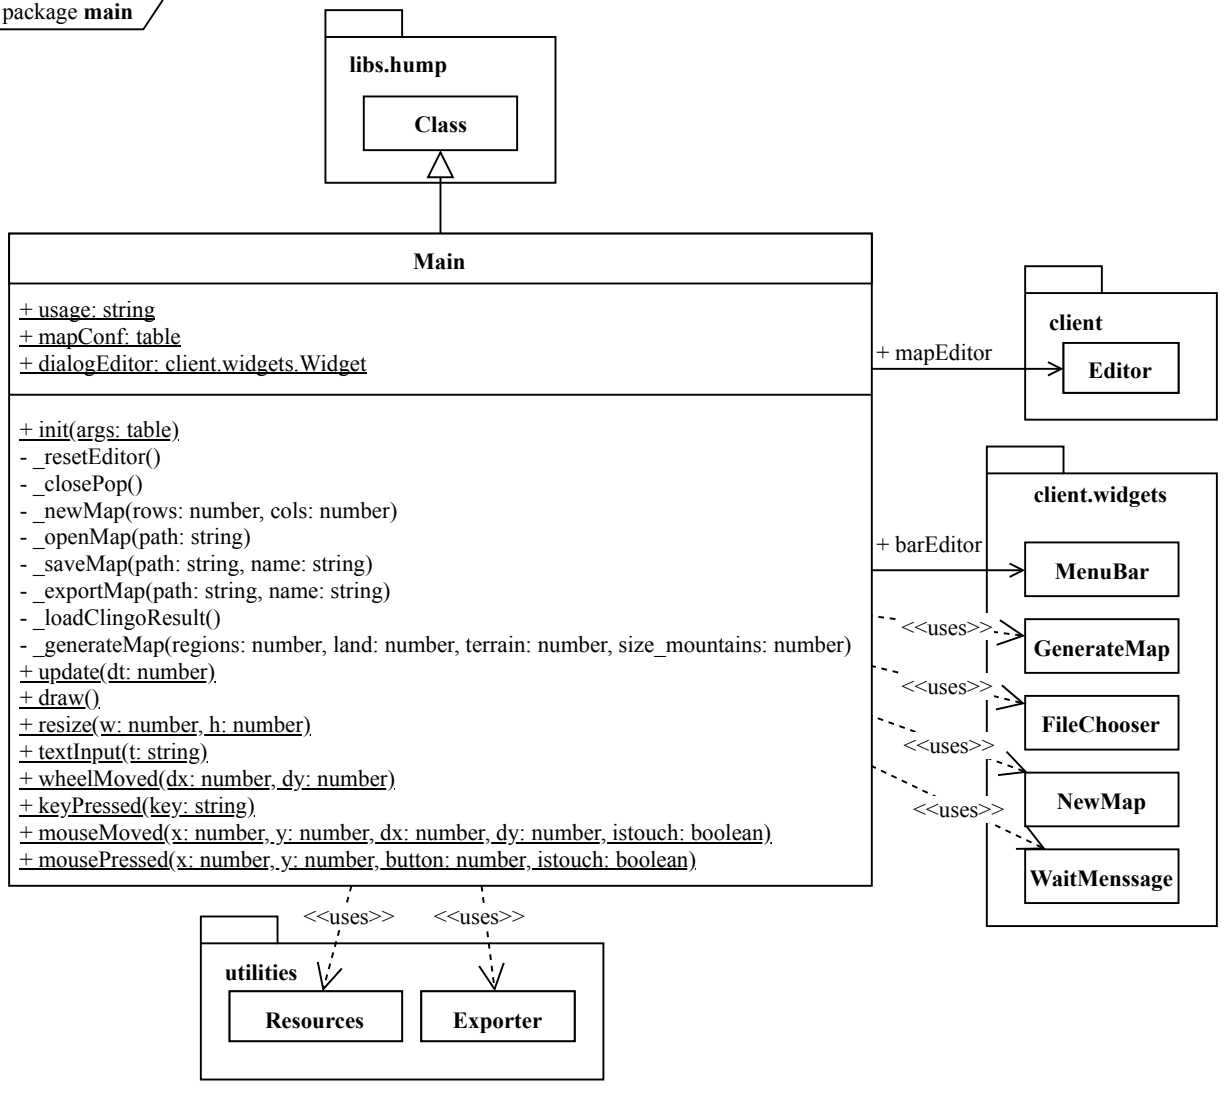 package main
libs.hump
Class
Main
+ usage: string
+ mapConf: table
+ dialogEditor: client.widgets.Widget
+ init(args: table)
- _resetEditor()
- _closePop()
- _newMap(rows: number, cols: number)
- _openMap(path: string)
- _saveMap(path: string, name: string)
- _exportMap(path: string, name: string)
- _loadClingoResult()
- _generateMap(regions: number, land: number, terrain: number, size_mountains: number)
+ update(dt: number)
+ draw()
+ resize(w: number, h: number)
+ textInput(t: string)
+ wheelMoved(dx: number, dy: number)
+ keyPressed(key: string)
+ mouseMoved(x: number, y: number, dx: number, dy: number, istouch: boolean)
+ mousePressed(x: number, y: number, button: number, istouch: boolean)
+ mapEditor
client
Editor
+ barEditor
client.widgets
MenuBar
<<uses>>
GenerateMap
<<uses>>
FileChooser
<<uses>>
NewMap
<<uses>>
WaitMenssage
<<uses>>
<<uses>>
utilities
Resources
Exporter